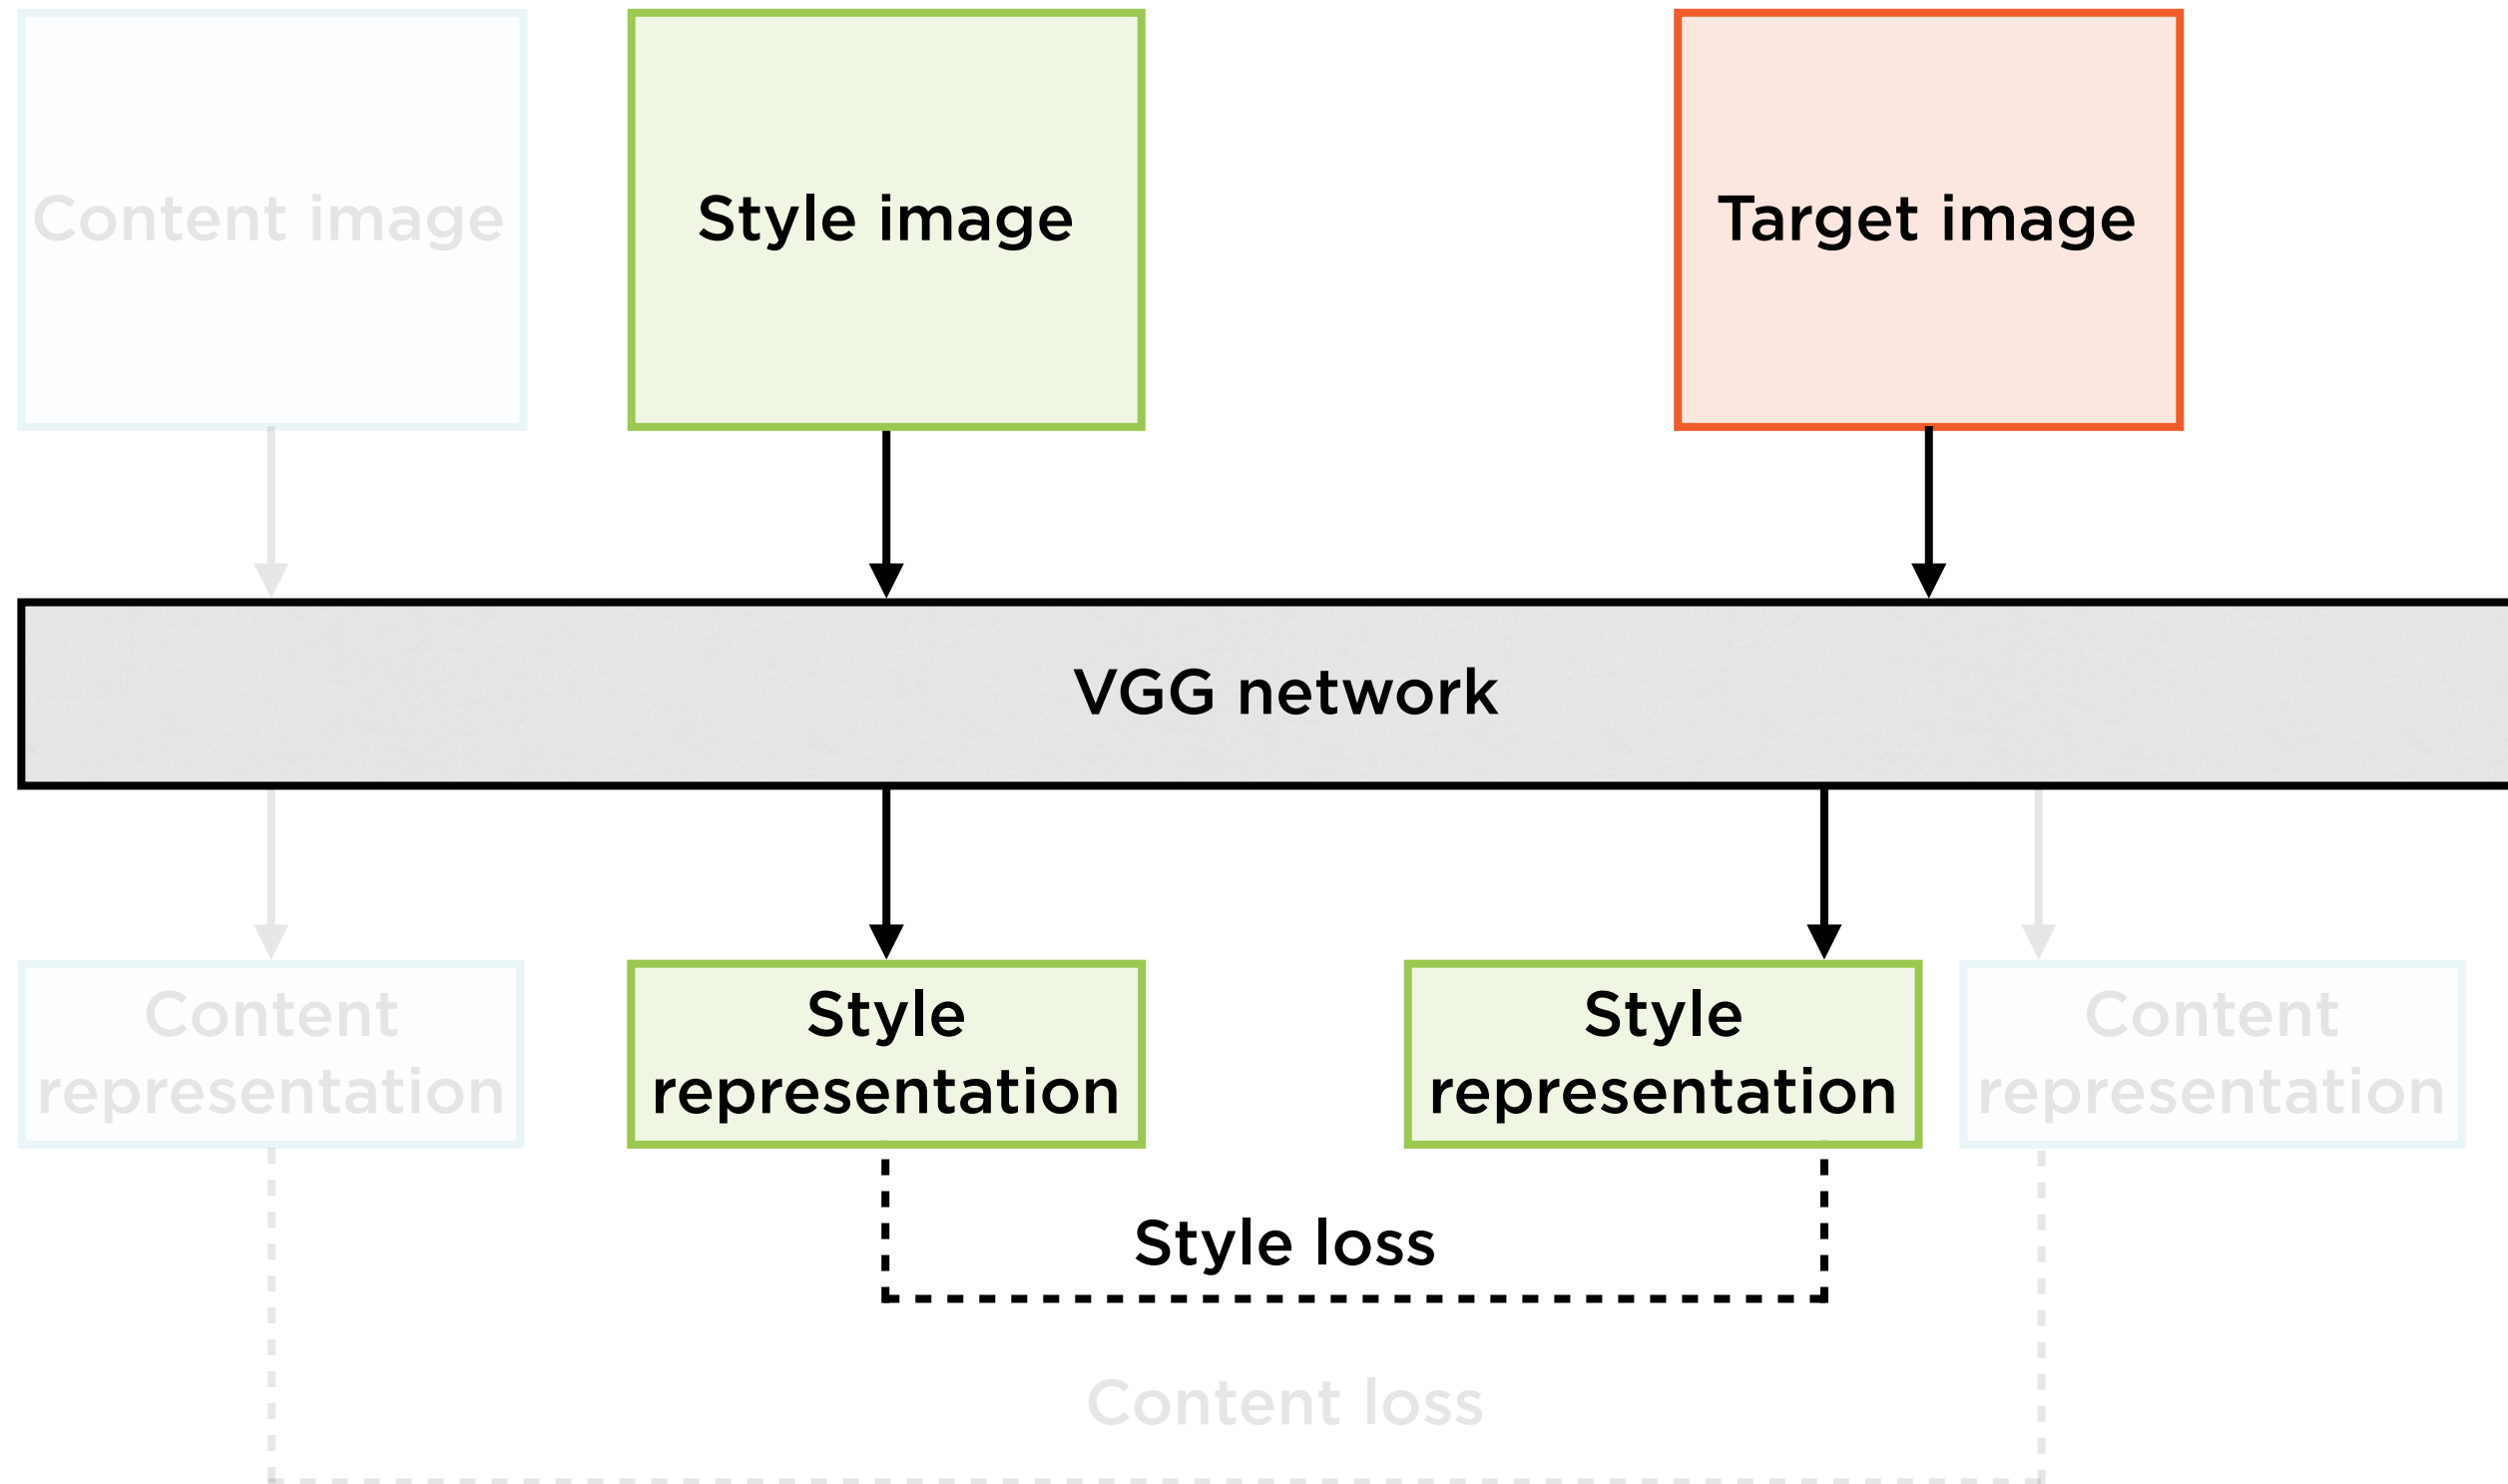 Content image
Style image
Target image
VGG network
Content
representation
Style
representation
Style
representation
Content
representation
Style loss
Content loss